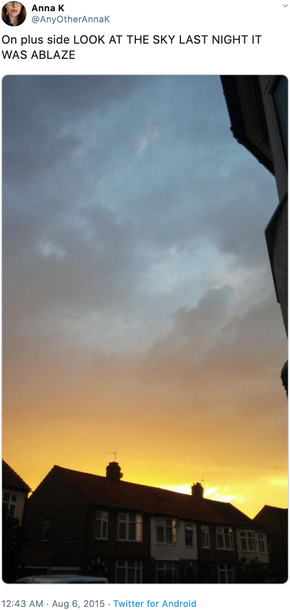 Anna K
@AnyOtherAnnaK
On plus side LOOK AT THE SKY LAST NIGHT IT
WAS ABLAZE
12:43 AM · Aug 6, 2015 · Twitter for Android